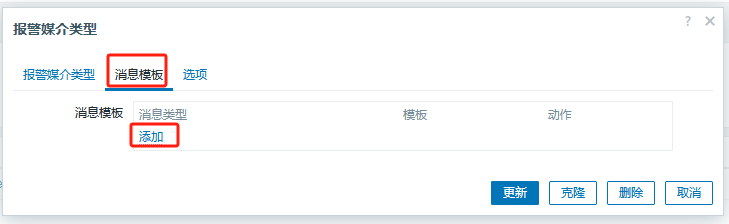 报警媒介类型
? ×
报警媒介类型 消息模板 选项
消息模板 消息类型 模板 动作
添加
更新 克隆 删除 取消